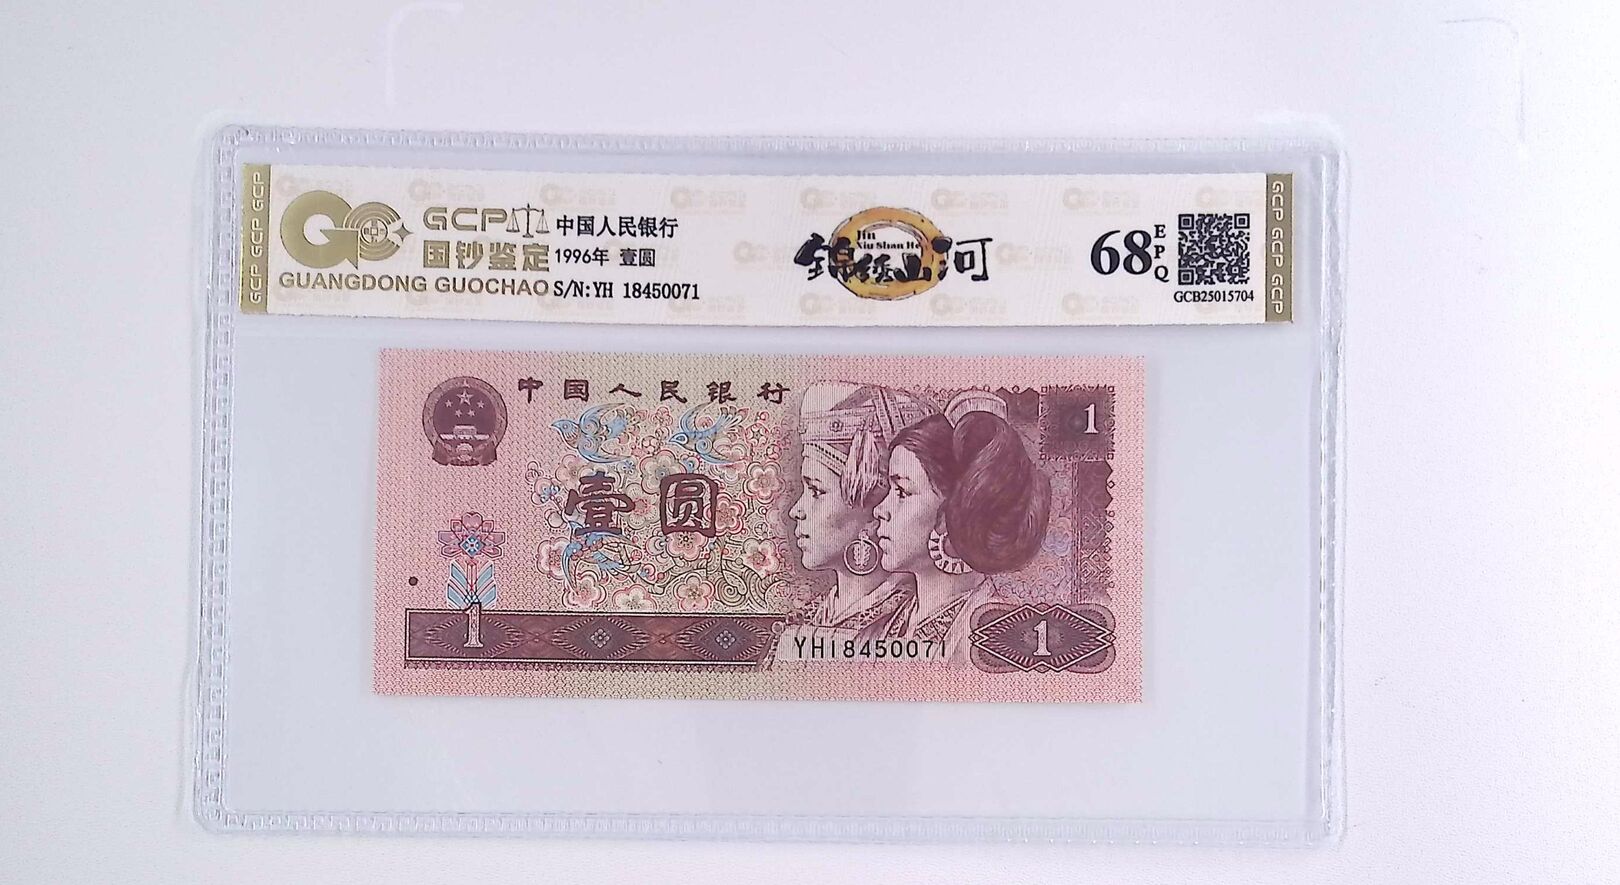 GCP GCP GCP
GCP
国钞鉴定
GUANGDONG GUOCHAO
中国人民银行
1996年 壹圆
S/N:YH 18450071
锦绣山河
Jin
Xiu Shan He
68
EPQ
GCB25015704
GCP GCP GCP
中国人民银行
1
壹圆
1
YH18450071
1